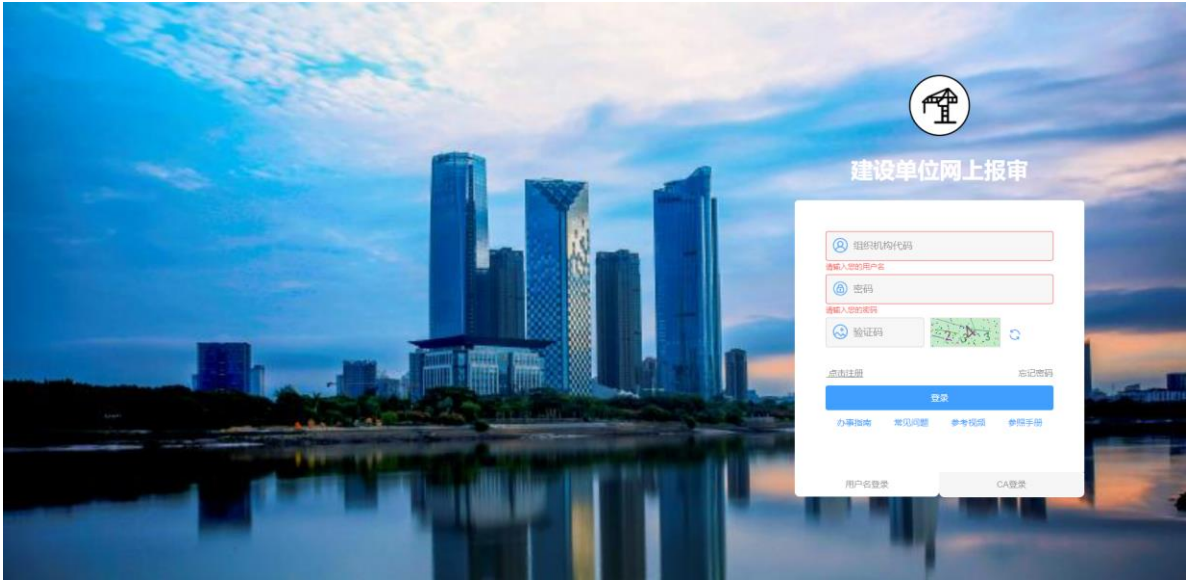 建设单位网上报审
组织机构代码
请输入您的用户名
密码
请输入您的密码
验证码
点击注册 忘记密码
登录
办事指南 常见问题 参考视频 参照手册
用户名登录 CA登录